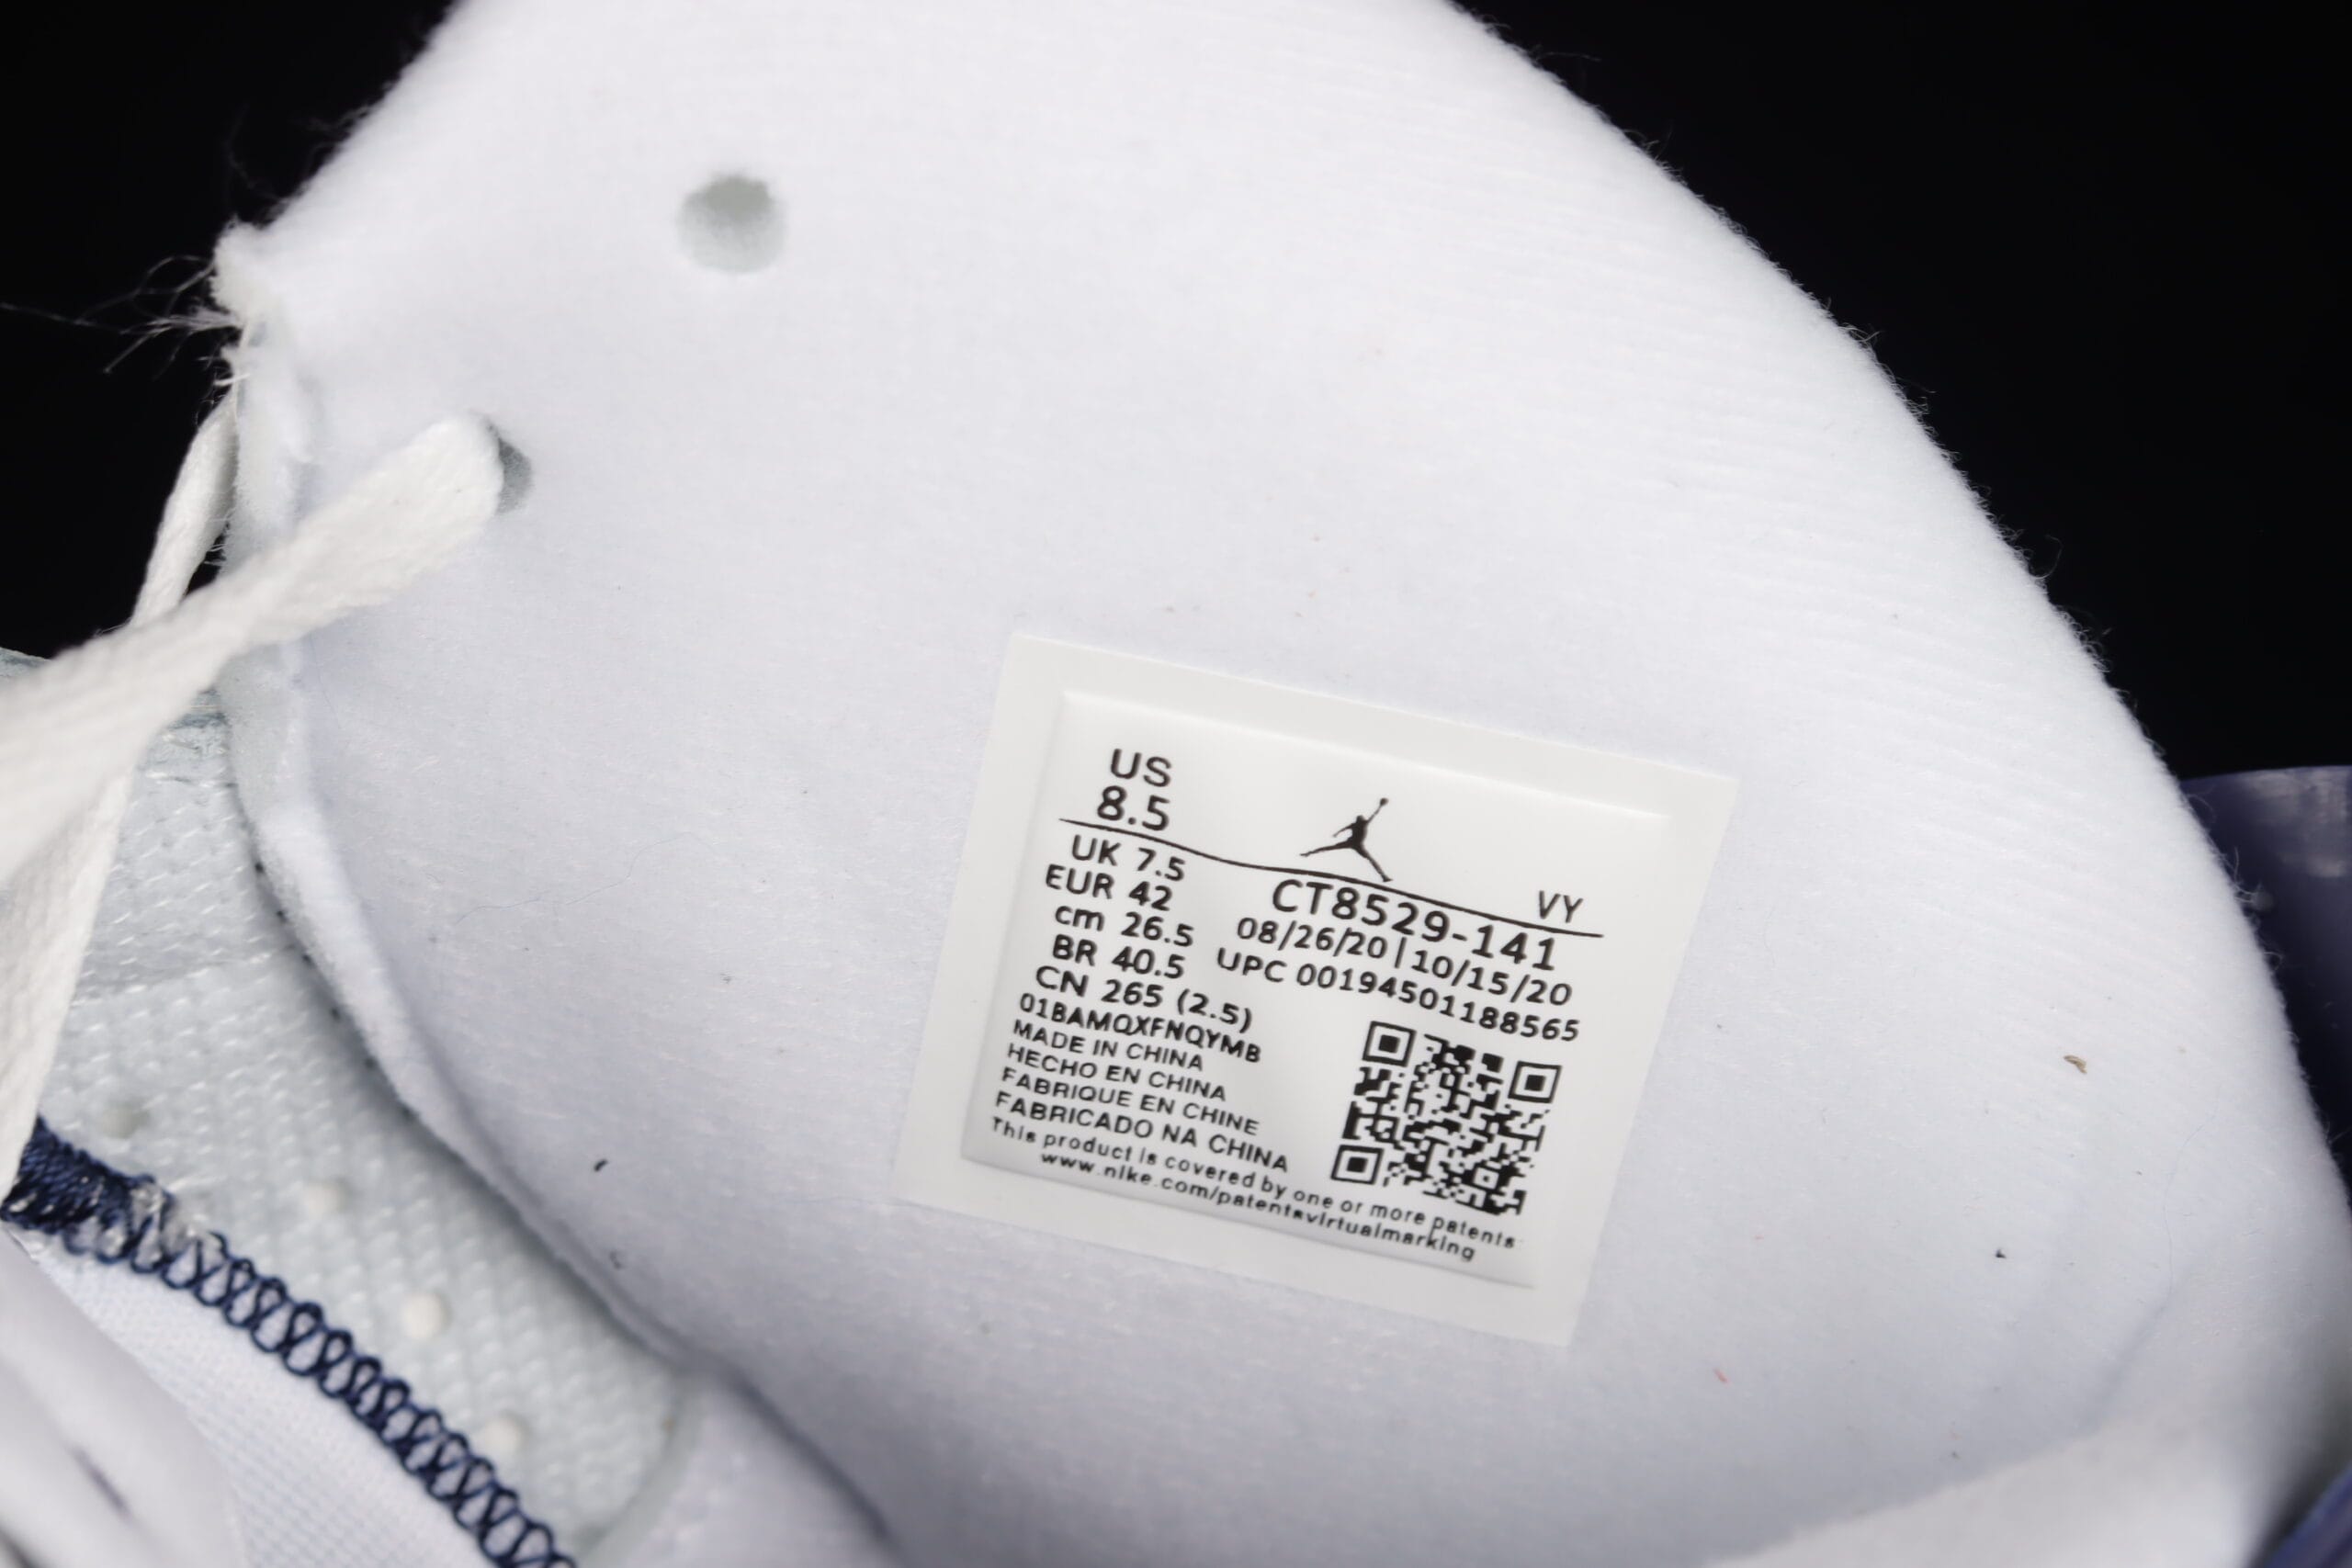 US
8.5
VY
UK 7.5
EUR 42
cm 26.5
BR 40.5
CN 265 (2.5)
CT8529-141
08/26/20|10/15/20
UPC 00194501188565
01BAMQXFNQYMB
MADE IN CHINA
HECHO EN CHINA
FABRIQUE EN CHINE
FABRICADO NA CHINA
This product is covered by one or more patents
www.nike.com/patentsvirtualmarking